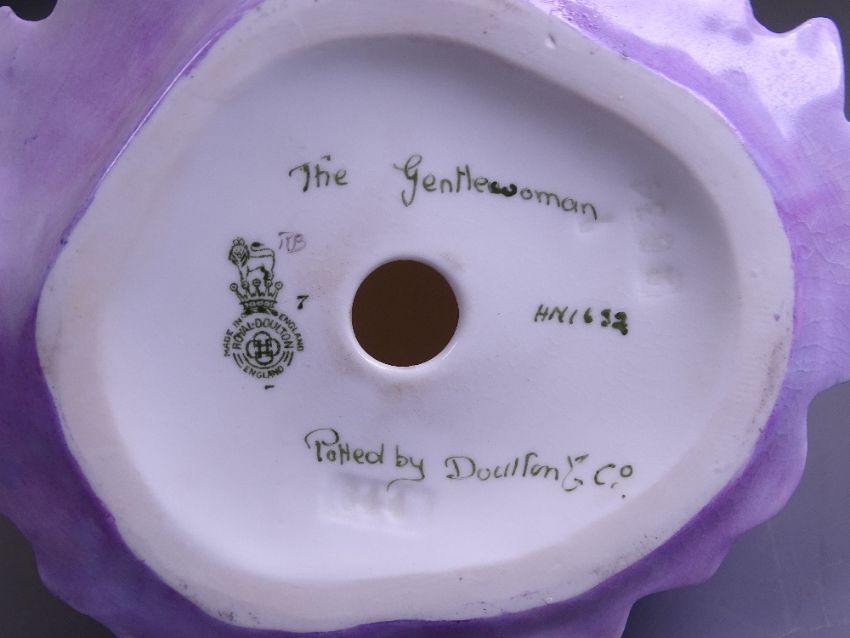 The Gentlewoman
RB
7
MADE IN ENGLAND
ROYAL-DOULTON
ENGLAND
HN1632
Potted by Doulton & Co.